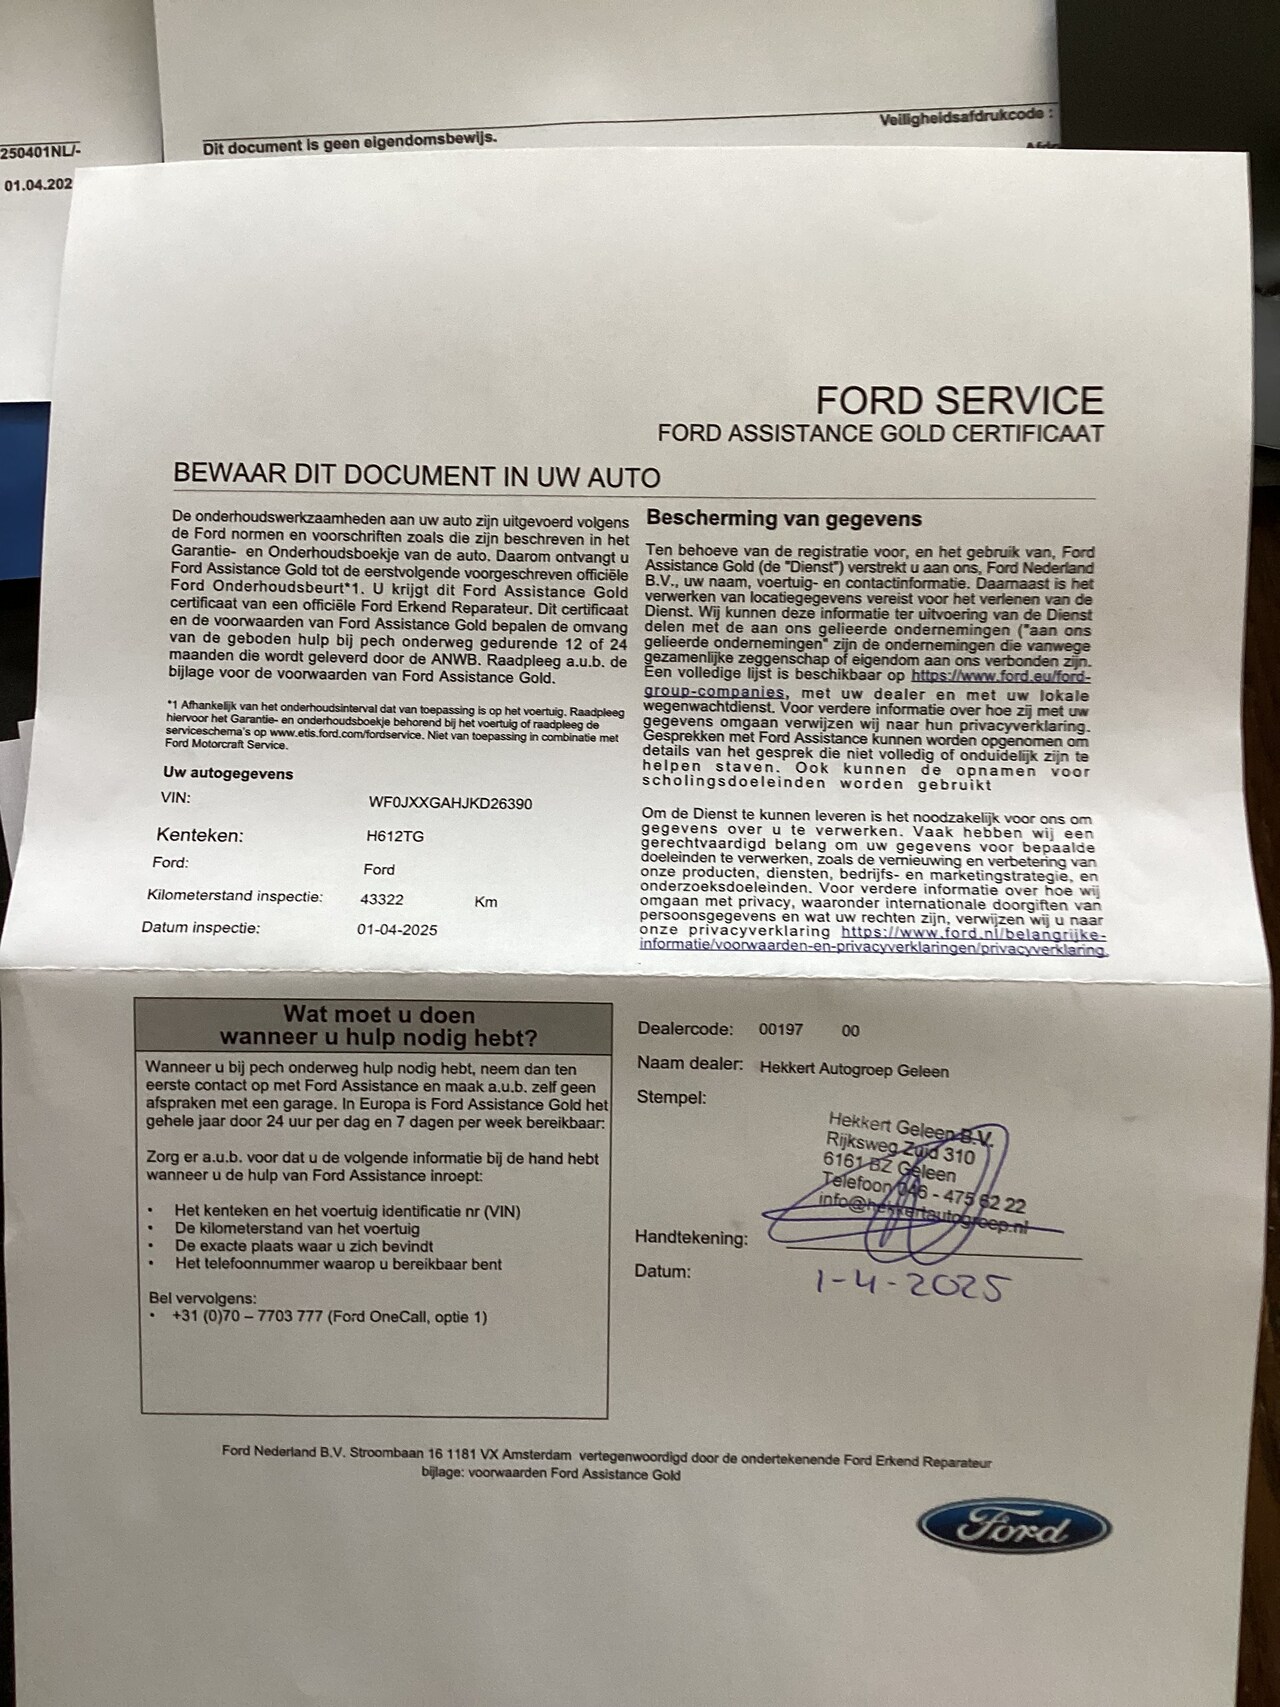 250401NL/-
01.04.202
Dit document is geen eigendomsbewijs.
Veiligheidsafdrukcode :
FORD SERVICE
FORD ASSISTANCE GOLD CERTIFICAAT
BEWAAR DIT DOCUMENT IN UW AUTO
De onderhoudswerkzaamheden aan uw auto zijn uitgevoerd volgens
de Ford normen en voorschriften zoals die zijn beschreven in het
Garantie- en Onderhoudsboekje van de auto. Daarom ontvangt u
Ford Assistance Gold tot de eerstvolgende voorgeschreven officiële
Ford Onderhoudsbeurt*1. U krijgt dit Ford Assistance Gold
certificaat van een officiële Ford Erkend Reparateur. Dit certificaat
en de voorwaarden van Ford Assistance Gold bepalen de omvang
van de geboden hulp bij pech onderweg gedurende 12 of 24
maanden die wordt geleverd door de ANWB. Raadpleeg a.u.b. de
bijlage voor de voorwaarden van Ford Assistance Gold.
*1 Afhankelijk van het onderhoudsinterval dat van toepassing is op het voertuig. Raadpleeg
hiervoor het Garantie- en onderhoudsboekje behorend bij het voertuig of raadpleeg de
serviceschema's op www.etis.ford.com/fordservice. Niet van toepassing in combinatie met
Ford Motorcraft Service.
Uw autogegevens
VIN: WF0JXXGAHJKD26390
Kenteken: H612TG
Ford: Ford
Kilometerstand inspectie: 43322 Km
Datum inspectie: 01-04-2025
Bescherming van gegevens
Ten behoeve van de registratie voor, en het gebruik van, Ford
Assistance Gold (de "Dienst") verstrekt u aan ons, Ford Nederland
B.V., uw naam, voertuig- en contactinformatie. Daarnaast is het
verwerken van locatiegegevens vereist voor het verlenen van de
Dienst. Wij kunnen deze informatie ter uitvoering van de Dienst
delen met de aan ons gelieerde ondernemingen ("aan ons
gelieerde ondernemingen" zijn de ondernemingen die vanwege
gezamenlijke zeggenschap of eigendom aan ons verbonden zijn.
Een volledige lijst is beschikbaar op https://www.ford.eu/ford-
group-companies, met uw dealer en met uw lokale
wegenwachtdienst. Voor verdere informatie over hoe zij met uw
gegevens omgaan verwijzen wij naar hun privacyverklaring.
Gesprekken met Ford Assistance kunnen worden opgenomen om
details van het gesprek die niet volledig of onduidelijk zijn te
helpen staven. Ook kunnen de opnamen voor
scholingsdoeleinden worden gebruikt
Om de Dienst te kunnen leveren is het noodzakelijk voor ons om
gegevens over u te verwerken. Vaak hebben wij een
gerechtvaardigd belang om uw gegevens voor bepaalde
doeleinden te verwerken, zoals de vernieuwing en verbetering van
onze producten, diensten, bedrijfs- en marketingstrategie, en
onderzoeksdoeleinden. Voor verdere informatie over hoe wij
omgaan met privacy, waaronder internationale doorgiften van
persoonsgegevens en wat uw rechten zijn, verwijzen wij u naar
onze privacyverklaring https://www.ford.nl/belangrijke-
informatie/voorwaarden-en-privacyverklaringen/privacyverklaring.
Wat moet u doen
wanneer u hulp nodig hebt?
Wanneer u bij pech onderweg hulp nodig hebt, neem dan ten
eerste contact op met Ford Assistance en maak a.u.b. zelf geen
afspraken met een garage. In Europa is Ford Assistance Gold het
gehele jaar door 24 uur per dag en 7 dagen per week bereikbaar:
Zorg er a.u.b. voor dat u de volgende informatie bij de hand hebt
wanneer u de hulp van Ford Assistance inroept:
• Het kenteken en het voertuig identificatie nr (VIN)
• De kilometerstand van het voertuig
• De exacte plaats waar u zich bevindt
• Het telefoonnummer waarop u bereikbaar bent
Bel vervolgens:
• +31 (0)70 – 7703 777 (Ford OneCall, optie 1)
Dealercode: 00197 00
Naam dealer: Hekkert Autogroep Geleen
Stempel:
Hekkert Geleen B.V.
Rijksweg Zuid 310
6161 BZ Geleen
Telefoon 046 - 475 62 22
info@hekkertautogroep.nl
Handtekening:
Datum: 1-4-2025
Ford Nederland B.V. Stroombaan 16 1181 VX Amsterdam vertegenwoordigd door de ondertekenende Ford Erkend Reparateur
bijlage: voorwaarden Ford Assistance Gold
Ford